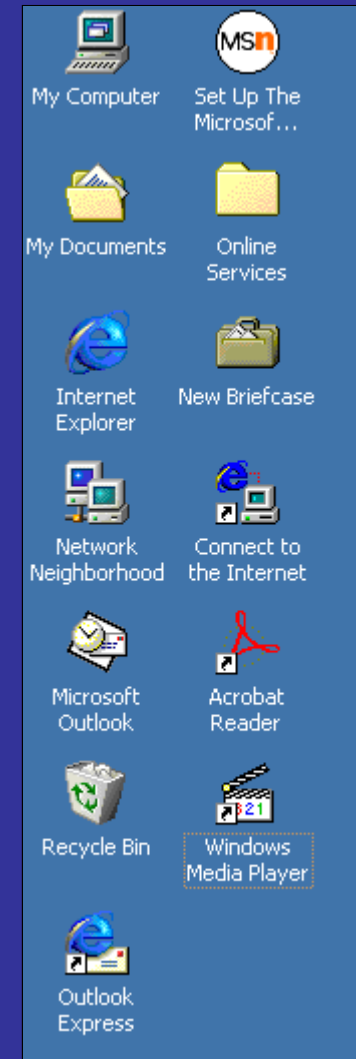 My Computer
My Documents
Internet
Explorer
Network
Neighborhood
Microsoft
Outlook
Recycle Bin
Outlook
Express
msn
Set Up The
Microsof...
Online
Services
New Briefcase
Connect to
the Internet
Acrobat
Reader
321
Windows
Media Player